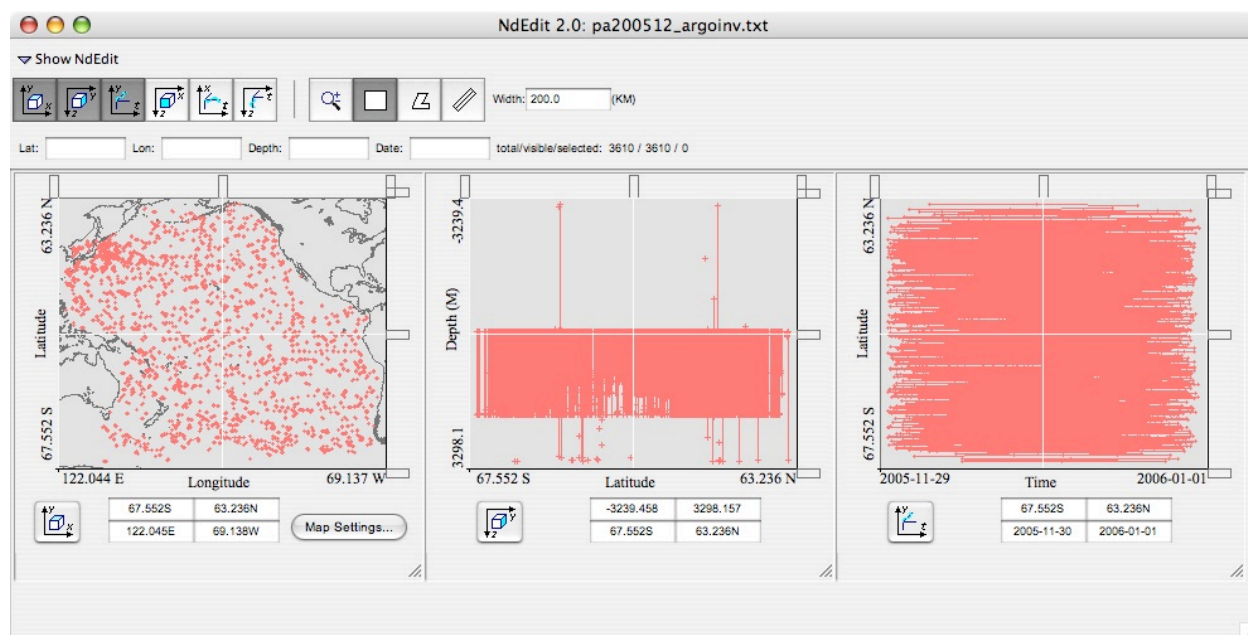 NdEdit 2.0: pa200512_argoinv.txt
Show NdEdit
y x z y y t z x x t z t Width: 200.0 (KM)
Lat: Lon: Depth: Date: total/visible/selected: 3610 / 3610 / 0
63.236 N
Latitude
67.552 S
122.044 E Longitude 69.137 W
-3239.4
Depth (M)
3298.1
67.552 S Latitude 63.236 N
63.236 N
Latitude
67.552 S
2005-11-29 Time 2006-01-01
y x
67.552S 63.236N
122.045E 69.138W
Map Settings...
y z
-3239.458 3298.157
67.552S 63.236N
y t
67.552S 63.236N
2005-11-30 2006-01-01